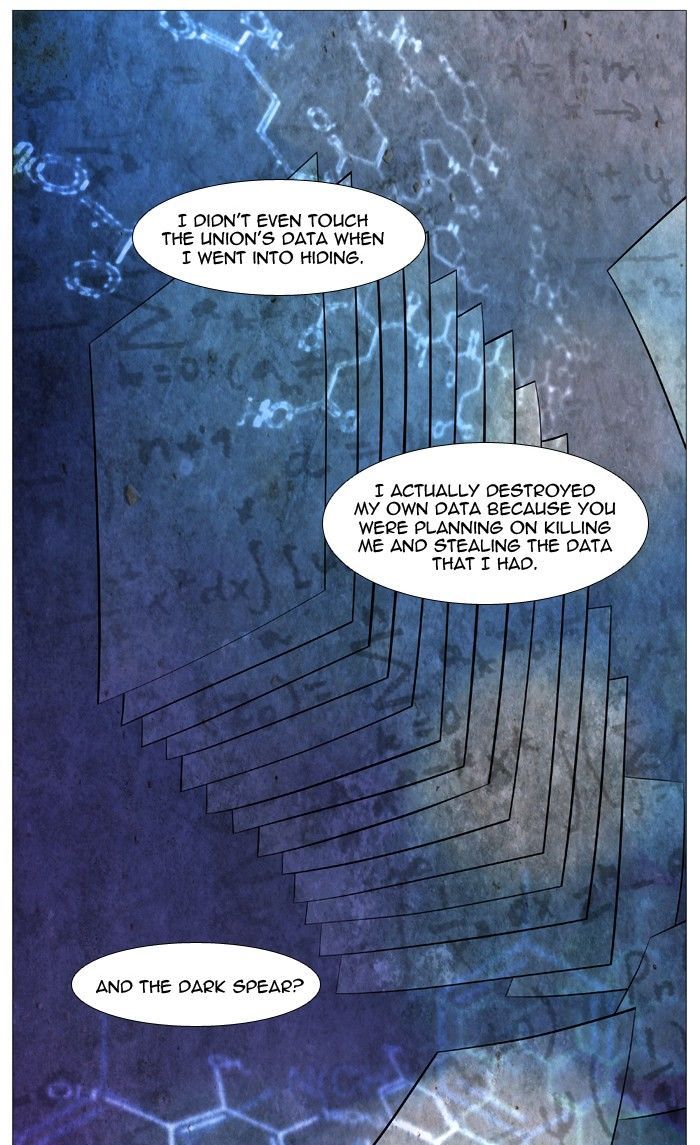 I DIDN'T EVEN TOUCH
THE UNION'S DATA WHEN
I WENT INTO HIDING.
I ACTUALLY DESTROYED
MY OWN DATA BECAUSE YOU
WERE PLANNING ON KILLING
ME AND STEALING THE DATA
THAT I HAD.
AND THE DARK SPEAR?